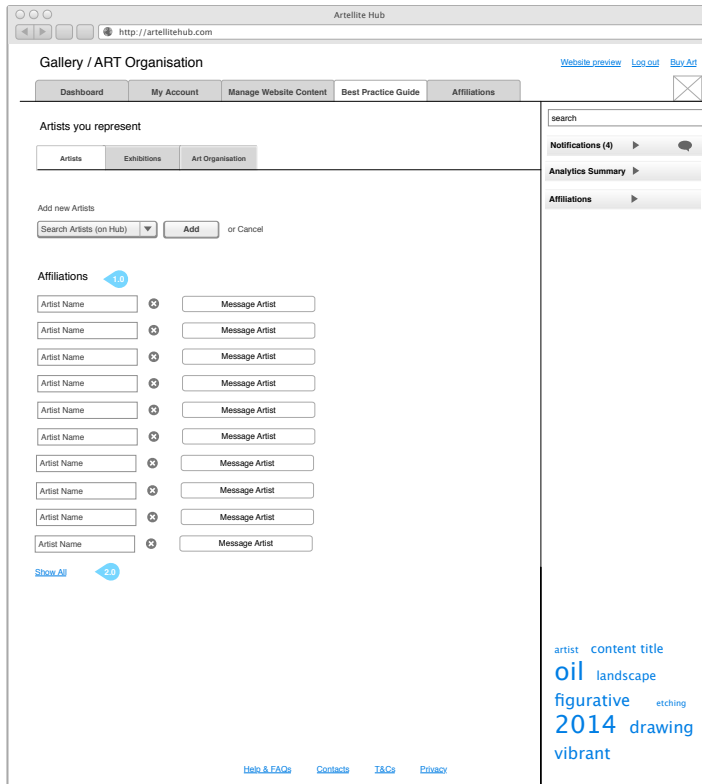 Artellite Hub
http://artellitehub.com
Gallery / ART Organisation
Website preview Log out Buy Art
Dashboard My Account Manage Website Content Best Practice Guide Affiliations
search
Artists you represent
Notifications (4)
Artists Exhibitions Art Organisation
Analytics Summary
Affiliations
Add new Artists
Search Artists (on Hub) Add or Cancel
Affiliations 1.0
Artist Name Message Artist
Artist Name Message Artist
Artist Name Message Artist
Artist Name Message Artist
Artist Name Message Artist
Artist Name Message Artist
Artist Name Message Artist
Artist Name Message Artist
Artist Name Message Artist
Artist Name Message Artist
Show All 2.0
artist content title
oil landscape
figurative etching
2014 drawing
vibrant
Help & FAQs Contacts T&Cs Privacy